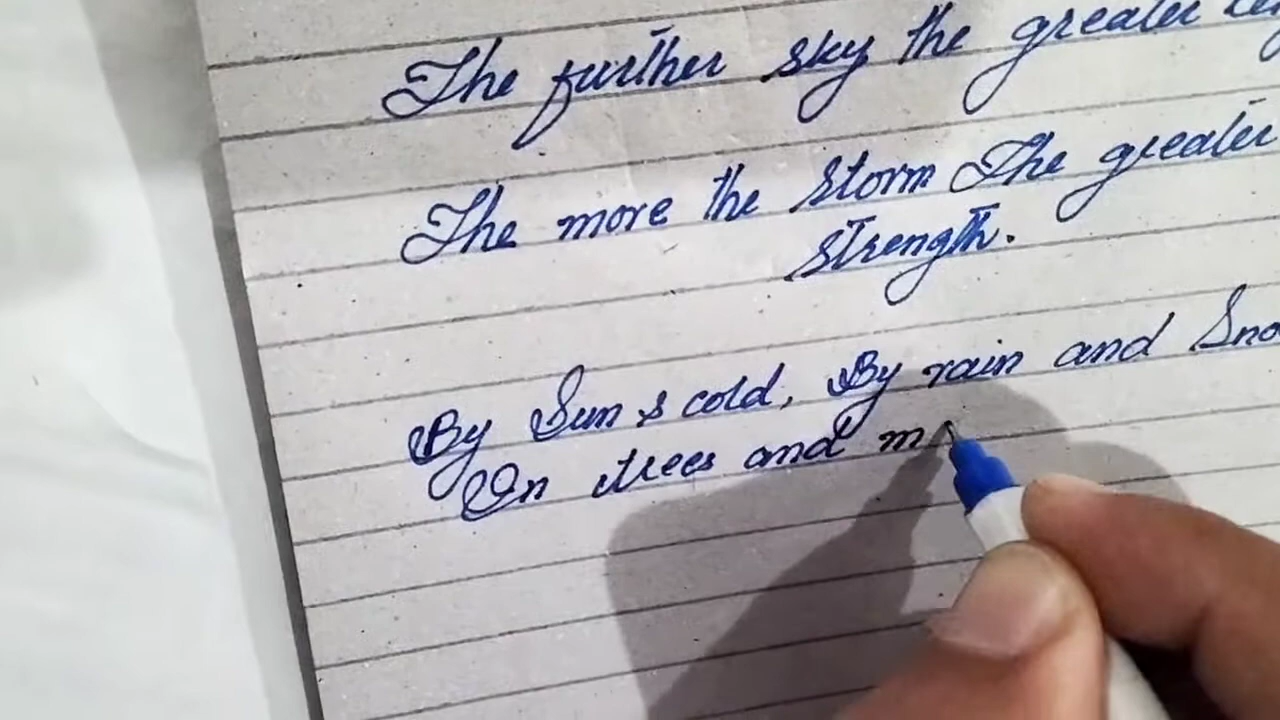 The further sky the greater
The more the storm The greater
strength.
By Sun & cold, By rain and
In trees and m